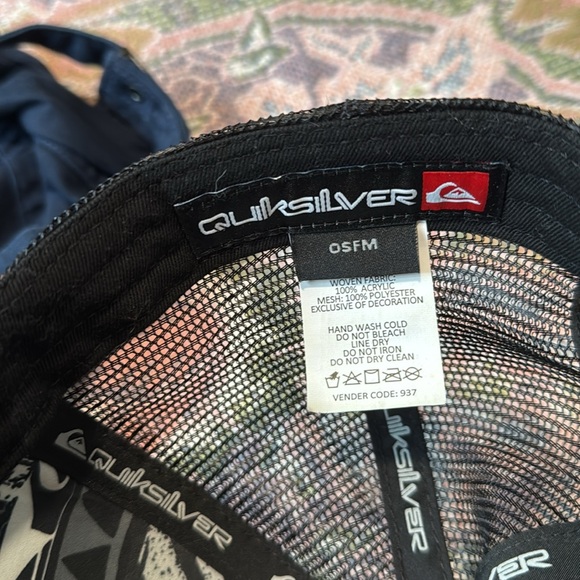 QUIKSILVER
OSFM
WOVEN FABRIC:
100% ACRYLIC
MESH: 100% POLYESTER
EXCLUSIVE OF DECORATION
HAND WASH COLD
DO NOT BLEACH
LINE DRY
DO NOT IRON
DO NOT DRY CLEAN
VENDOR CODE: 937
QUIKSILVER
QUIKSILVER